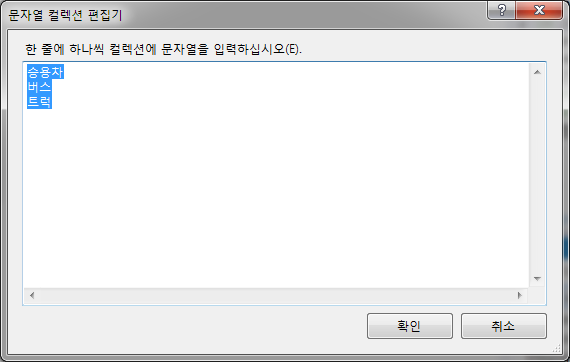 문자열 컬렉션 편집기
한 줄에 하나씩 컬렉션에 문자열을 입력하십시오(E).
승용차
버스
트럭
확인
취소